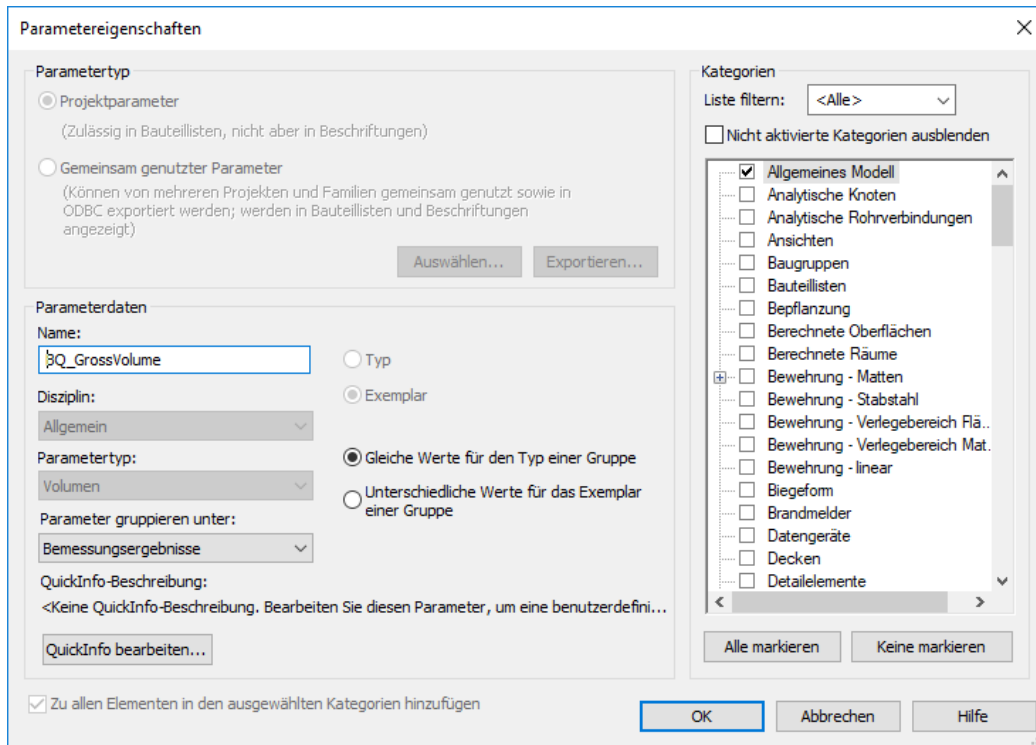 Parametereigenschaften
Parametertyp
Projektparameter
(Zulässig in Bauteillisten, nicht aber in Beschriftungen)
Gemeinsam genutzter Parameter
(Können von mehreren Projekten und Familien gemeinsam genutzt sowie in
ODBC exportiert werden; werden in Bauteillisten und Beschriftungen
angezeigt)
Auswählen...
Exportieren...
Parameterdaten
Name:
BQ_GrossVolume
Typ
Disziplin:
Exemplar
Allgemein
Parametertyp:
Gleiche Werte für den Typ einer Gruppe
Volumen
Unterschiedliche Werte für das Exemplar
einer Gruppe
Parameter gruppieren unter:
Bemessungsergebnisse
QuickInfo-Beschreibung:
<Keine QuickInfo-Beschreibung. Bearbeiten Sie diesen Parameter, um eine benutzerdefini...
QuickInfo bearbeiten...
Zu allen Elementen in den ausgewählten Kategorien hinzufügen
Kategorien
Liste filtern:
<Alle>
Nicht aktivierte Kategorien ausblenden
Allgemeines Modell
Analytische Knoten
Analytische Rohrverbindungen
Ansichten
Baugruppen
Bauteillisten
Bepflanzung
Berechnete Oberflächen
Berechnete Räume
Bewehrung - Matten
Bewehrung - Stabstahl
Bewehrung - Verlegebereich Flä..
Bewehrung - Verlegebereich Mat.
Bewehrung - linear
Biegeform
Brandmelder
Datengeräte
Decken
Detailelemente
Alle markieren
Keine markieren
OK
Abbrechen
Hilfe